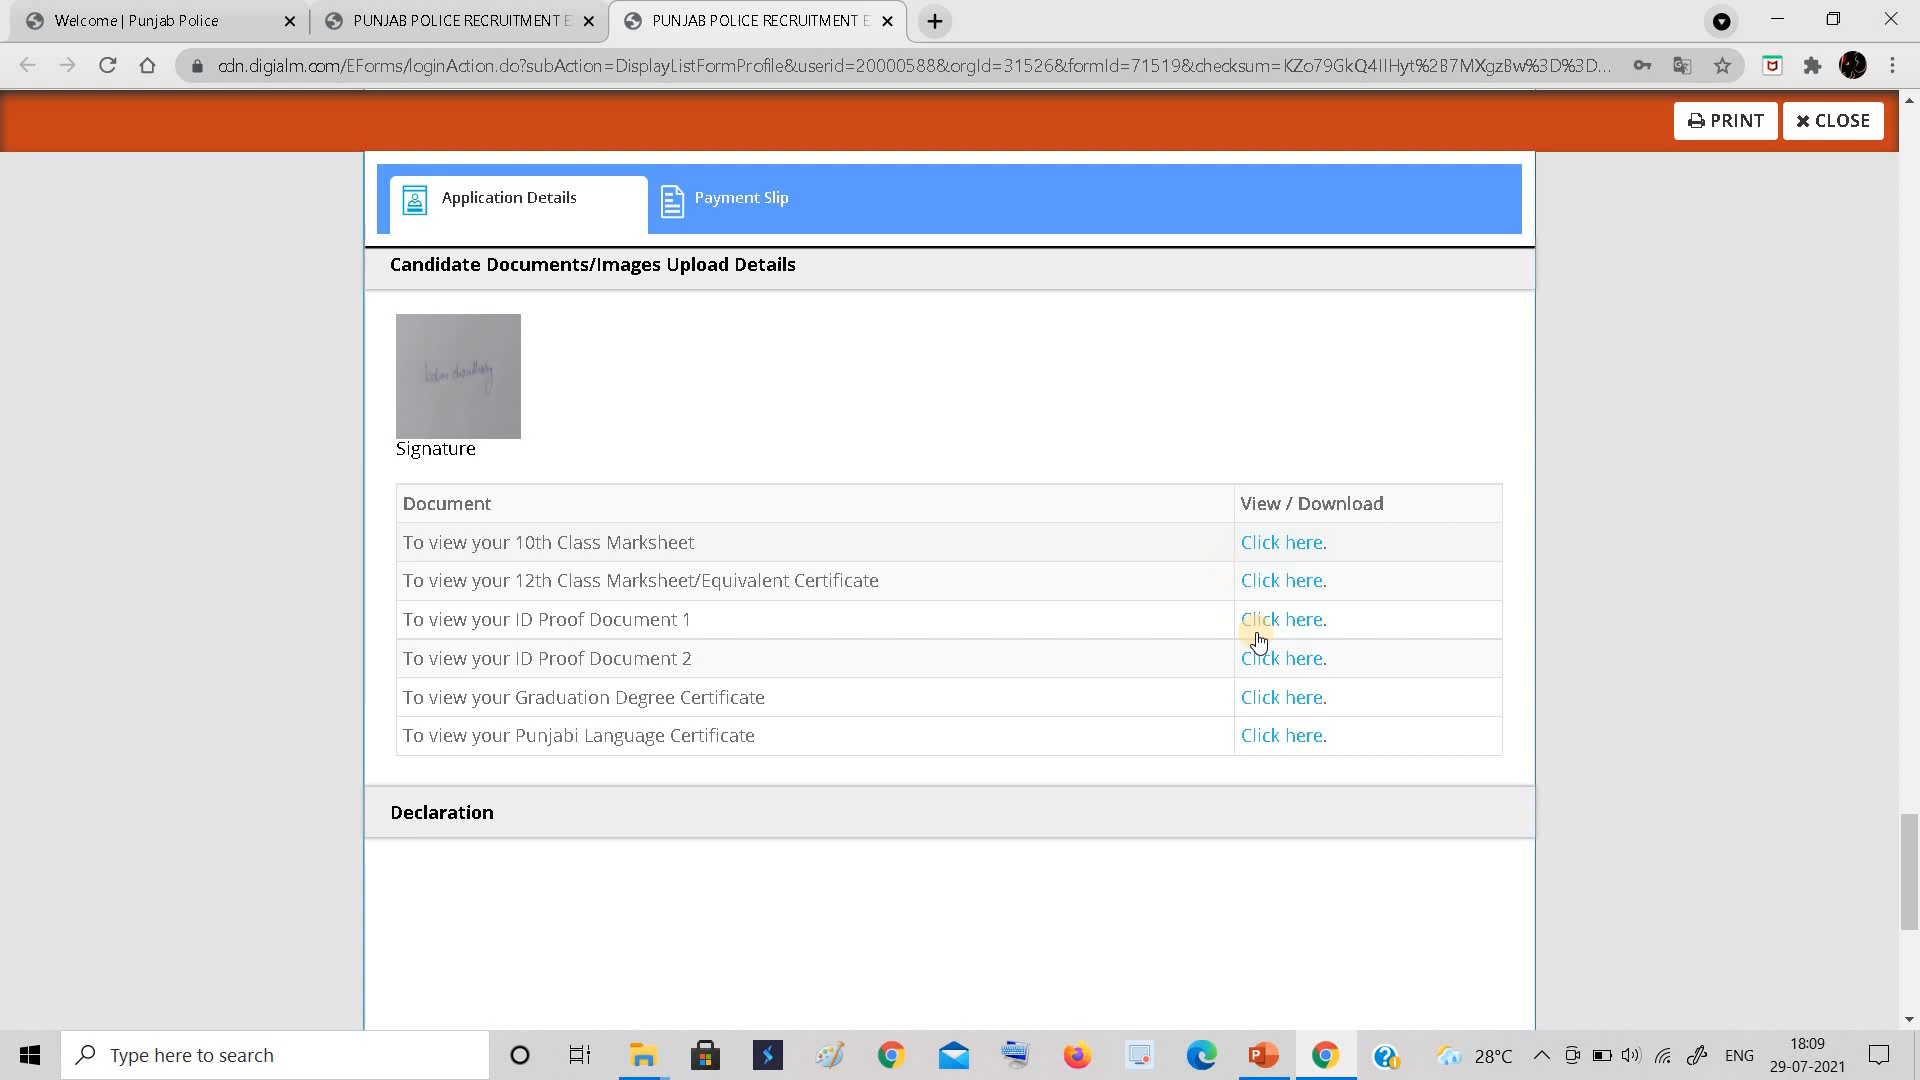 Welcome | Punjab Police
PUNJAB POLICE RECRUITMENT E
PUNJAB POLICE RECRUITMENT E
cdn.digialm.com/EForms/loginAction.do?subAction=DisplayListFormProfile&userid=20000588&orgId=31526&formId=71519&checksum=KZo79GkQ4IIHyt%2B7MXgzBw%3D%3D...
PRINT
CLOSE
Application Details
Payment Slip
Candidate Documents/Images Upload Details
Signature
Document
View / Download
To view your 10th Class Marksheet
Click here.
To view your 12th Class Marksheet/Equivalent Certificate
Click here.
To view your ID Proof Document 1
Click here.
To view your ID Proof Document 2
Click here.
To view your Graduation Degree Certificate
Click here.
To view your Punjabi Language Certificate
Click here.
Declaration
Type here to search
28°C
ENG
18:09
29-07-2021